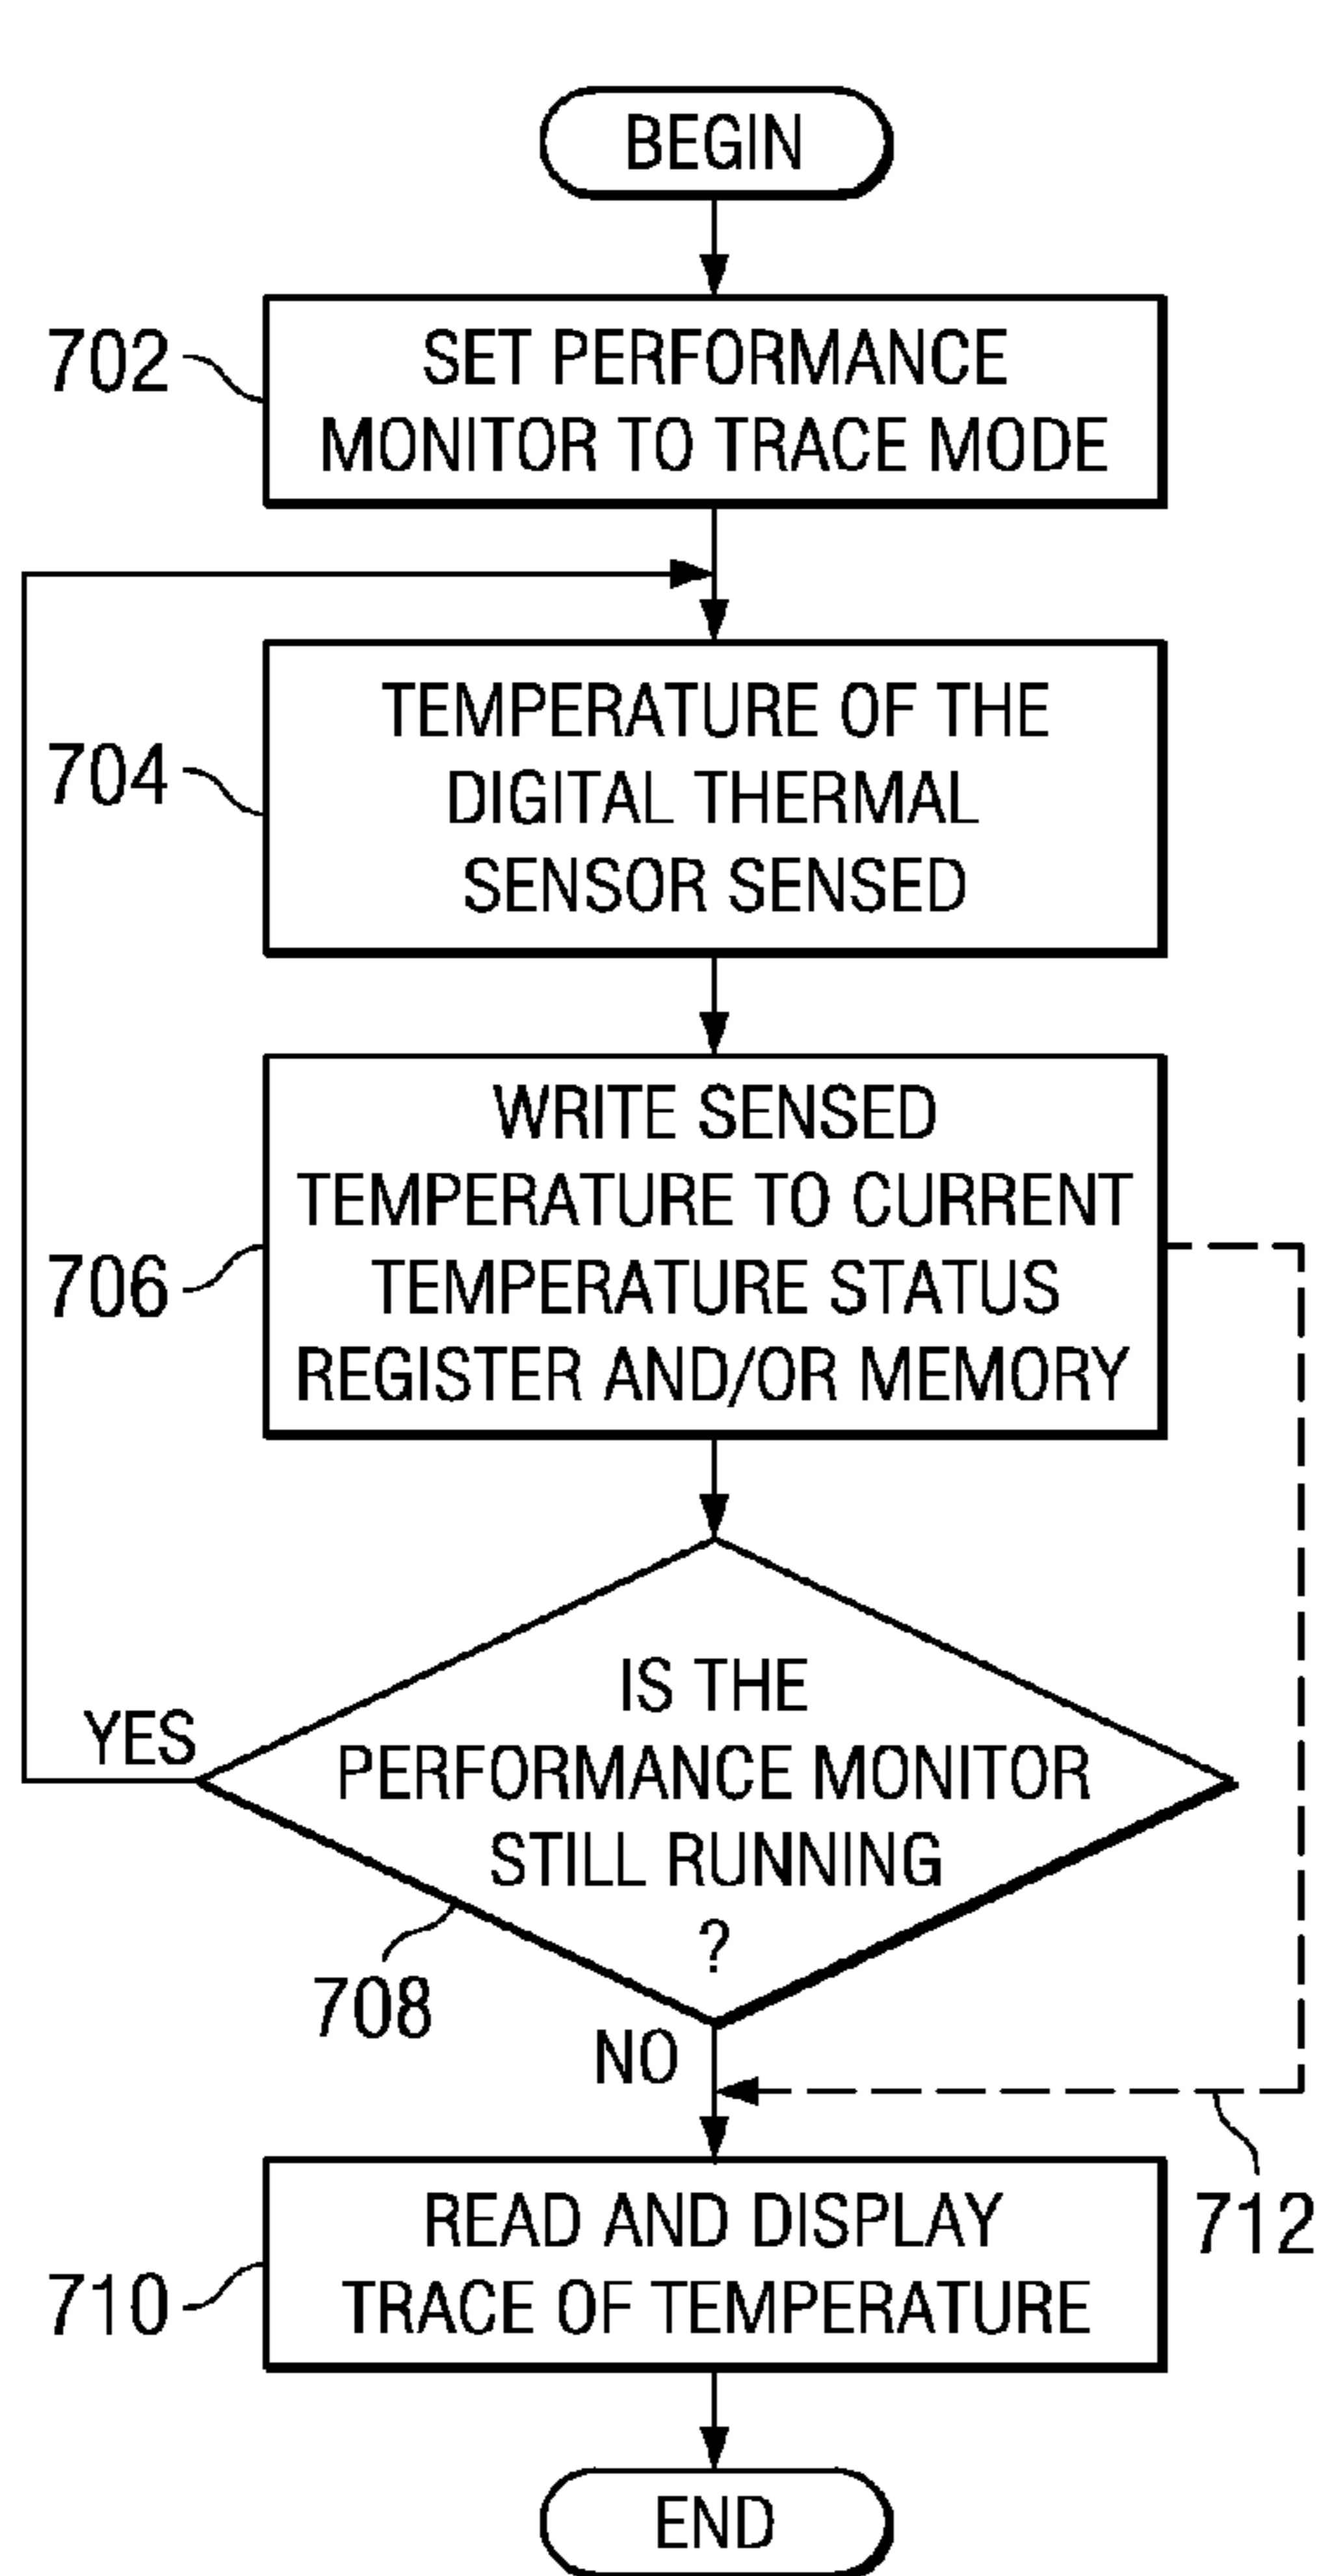 BEGIN
702
SET PERFORMANCE
MONITOR TO TRACE MODE
704
TEMPERATURE OF THE
DIGITAL THERMAL
SENSOR SENSED
706
WRITE SENSED
TEMPERATURE TO CURRENT
TEMPERATURE STATUS
REGISTER AND/OR MEMORY
YES
IS THE
PERFORMANCE MONITOR
STILL RUNNING
?
708
NO
712
710
READ AND DISPLAY
TRACE OF TEMPERATURE
END